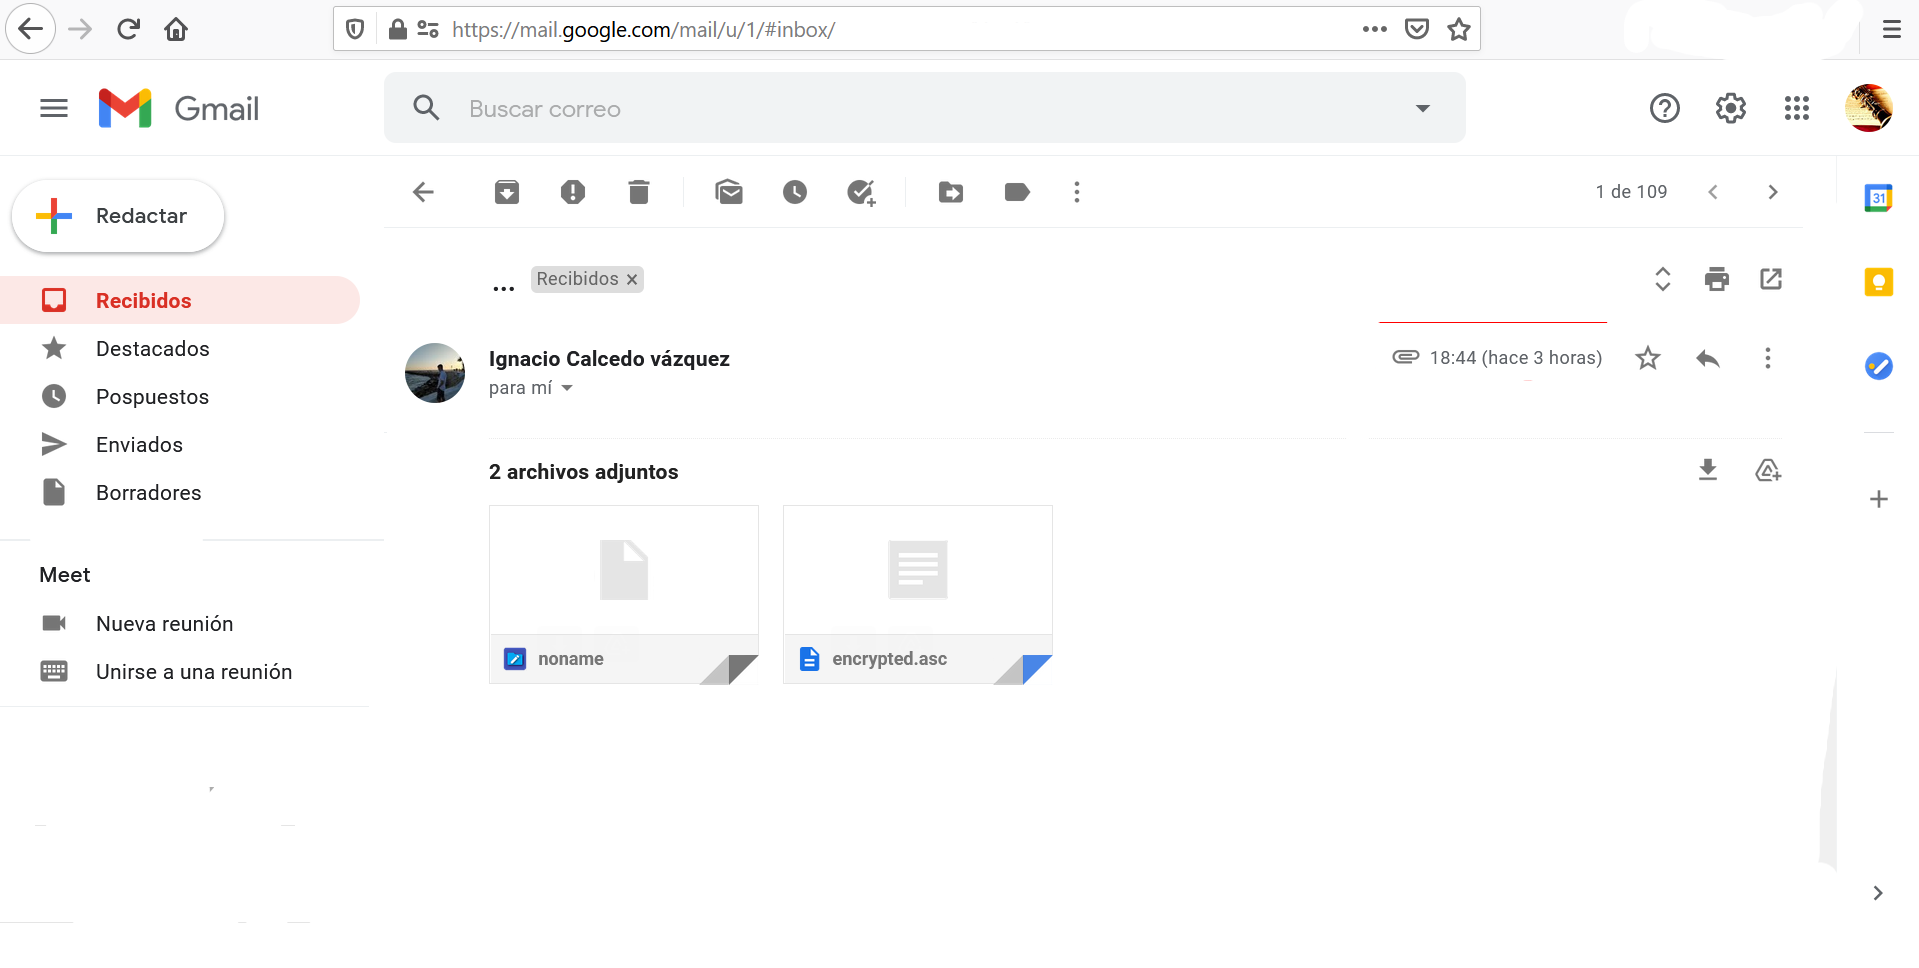 https://mail.google.com/mail/u/1/#inbox/
Gmail
Buscar correo
Redactar
1 de 109
31
... Recibidos ×
Recibidos
Destacados
Pospuestos
Enviados
Borradores
Ignacio Calcedo vázquez
18:44 (hace 3 horas)
para mí
2 archivos adjuntos
noname
encrypted.asc
Meet
Nueva reunión
Unirse a una reunión